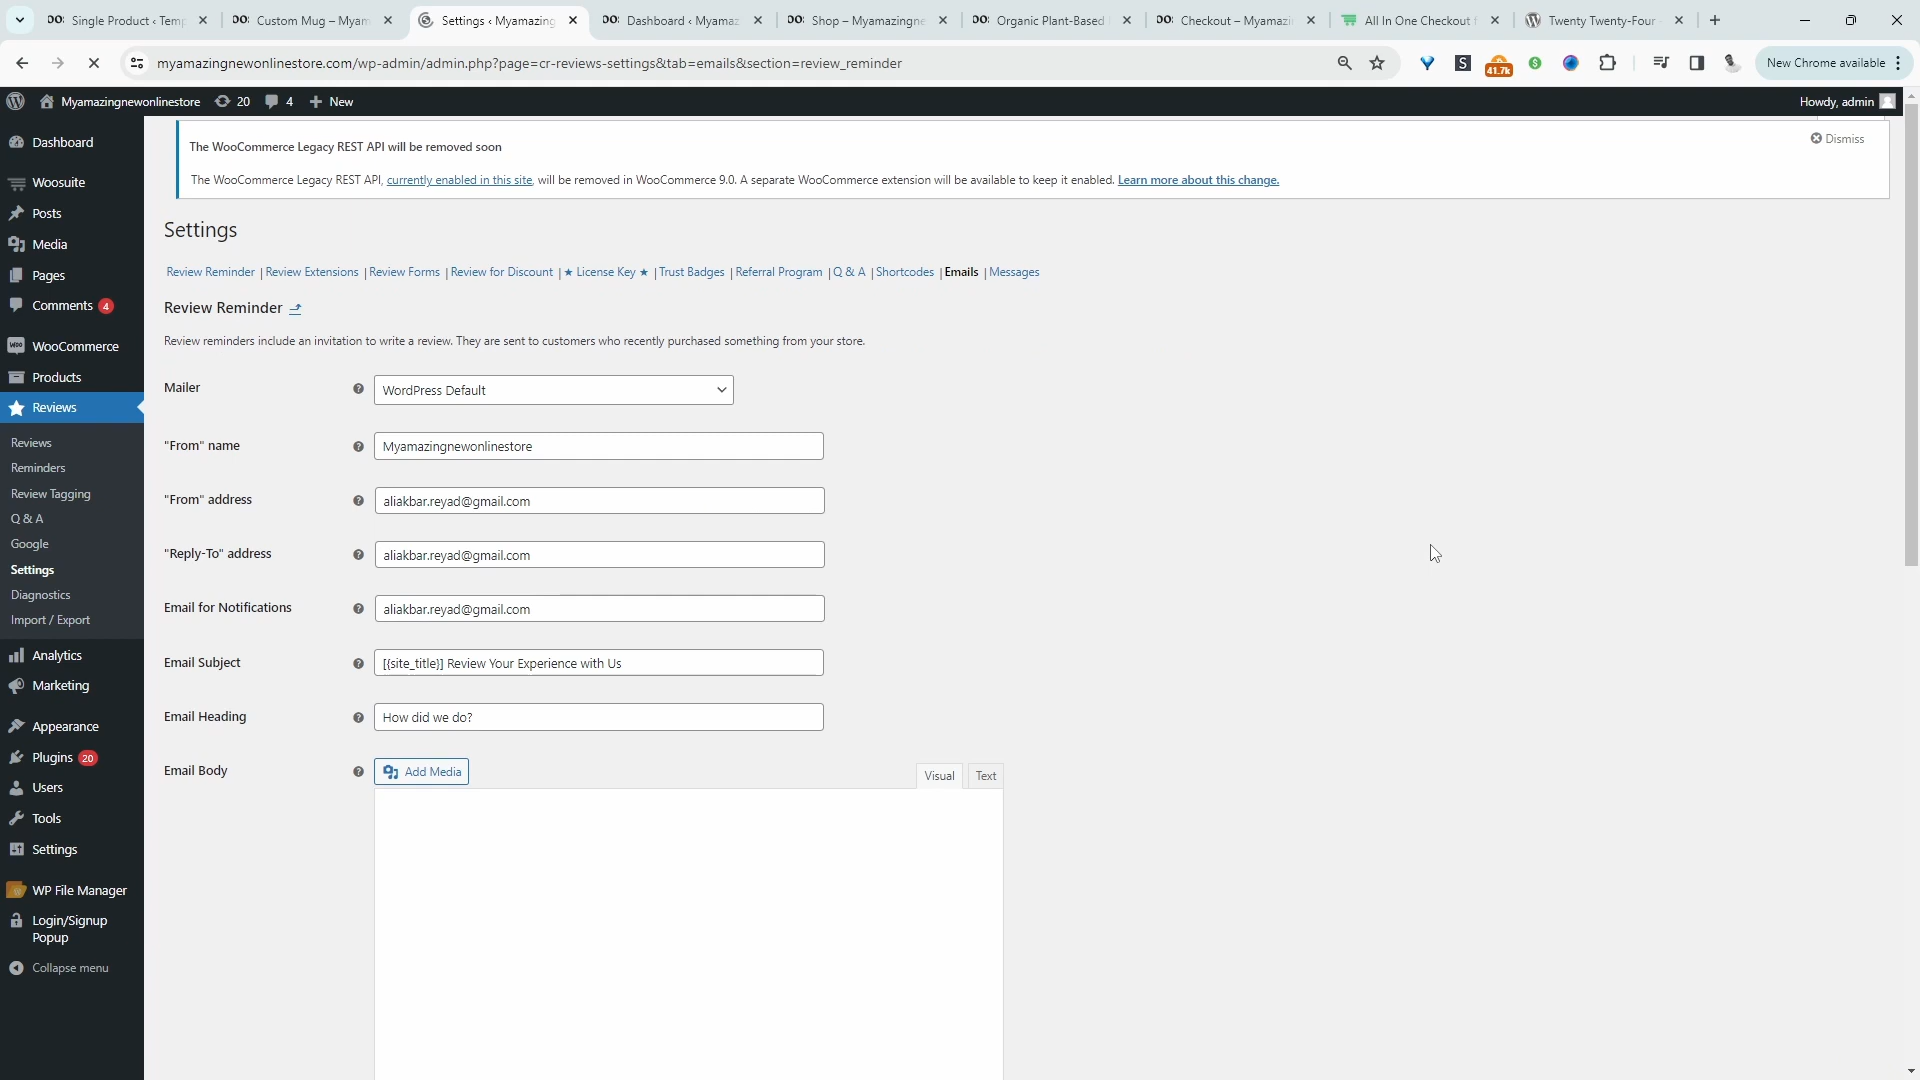 Single Product ‹ Temp
Custom Mug – Myam
Settings ‹ Myamazing
Dashboard ‹ Myamaz
Shop – Myamazingne
Organic Plant-Based
Checkout – Myamazi
All In One Checkout f
Twenty Twenty-Four
myamazingnewonlinestore.com/wp-admin/admin.php?page=cr-reviews-settings&tab=emails&section=review_reminder
41.7k
S
New Chrome available
Myamazingnewonlinestore
20
4
New
Howdy, admin
Dashboard
Woosuite
Posts
Media
Pages
Comments 4
WooCommerce
Products
Reviews
Reviews
Reminders
Review Tagging
Q & A
Google
Settings
Diagnostics
Import / Export
Analytics
Marketing
Appearance
Plugins 20
Users
Tools
Settings
WP File Manager
Login/Signup
Popup
Collapse menu
The WooCommerce Legacy REST API will be removed soon
Dismiss
The WooCommerce Legacy REST API, currently enabled in this site, will be removed in WooCommerce 9.0. A separate WooCommerce extension will be available to keep it enabled. Learn more about this change.
Settings
Review Reminder | Review Extensions | Review Forms | Review for Discount | ★ License Key ★ | Trust Badges | Referral Program | Q & A | Shortcodes | Emails | Messages
Review Reminder
Review reminders include an invitation to write a review. They are sent to customers who recently purchased something from your store.
Mailer
WordPress Default
"From" name
Myamazingnewonlinestore
"From" address
aliakbar.reyad@gmail.com
"Reply-To" address
aliakbar.reyad@gmail.com
Email for Notifications
aliakbar.reyad@gmail.com
Email Subject
[{site_title}] Review Your Experience with Us
Email Heading
How did we do?
Email Body
Add Media
Visual
Text